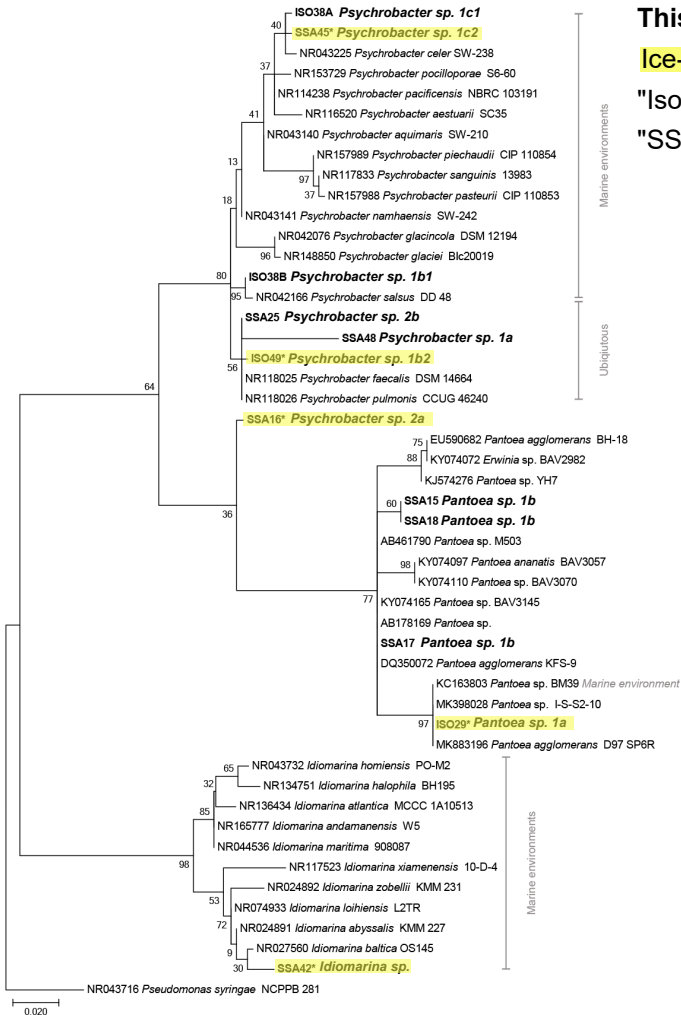 This
Ice-
"Iso
"SS
ISO38A Psychrobacter sp. 1c1
40
SSA45* Psychrobacter sp. 1c2
NR043225 Psychrobacter celer SW-238
37
NR153729 Psychrobacter pocilloporae S6-60
NR114238 Psychrobacter pacificensis NBRC 103191
NR116520 Psychrobacter aestuarii SC35
41
NR043140 Psychrobacter aquimaris SW-210
NR157989 Psychrobacter piechaudii CIP 110854
13
97
NR117833 Psychrobacter sanguinis 13983
37
NR157988 Psychrobacter pasteurii CIP 110853
18
NR043141 Psychrobacter namhaensis SW-242
NR042076 Psychrobacter glacincola DSM 12194
96
NR148850 Psychrobacter glaciei BIc20019
80
ISO38B Psychrobacter sp. 1b1
95
NR042166 Psychrobacter salsus DD 48
Marine environments
SSA25 Psychrobacter sp. 2b
SSA48 Psychrobacter sp. 1a
ISO49* Psychrobacter sp. 1b2
56
NR118025 Psychrobacter faecalis DSM 14664
NR118026 Psychrobacter pulmonis CCUG 46240
Ubiqiutous
64
SSA16* Psychrobacter sp. 2a
75
EU590682 Pantoea agglomerans BH-18
88
KY074072 Erwinia sp. BAV2982
KJ574276 Pantoea sp. YH7
60
SSA15 Pantoea sp. 1b
36
SSA18 Pantoea sp. 1b
AB461790 Pantoea sp. M503
98
KY074097 Pantoea ananatis BAV3057
KY074110 Pantoea sp. BAV3070
77
KY074165 Pantoea sp. BAV3145
AB178169 Pantoea sp.
SSA17 Pantoea sp. 1b
DQ350072 Pantoea agglomerans KFS-9
KC163803 Pantoea sp. BM39 Marine environment
MK398028 Pantoea sp. I-S-S2-10
97
ISO29* Pantoea sp. 1a
MK883196 Pantoea agglomerans D97 SP6R
65
NR043732 Idiomarina homiensis PO-M2
32
NR134751 Idiomarina halophila BH195
NR136434 Idiomarina atlantica MCCC 1A10513
85
NR165777 Idiomarina andamanensis W5
NR044536 Idiomarina maritima 908087
98
NR117523 Idiomarina xiamenensis 10-D-4
NR024892 Idiomarina zobellii KMM 231
53
NR074933 Idiomarina loihiensis L2TR
72
NR024891 Idiomarina abyssalis KMM 227
9
NR027560 Idiomarina baltica OS145
30
SSA42* Idiomarina sp.
Marine environments
NR043716 Pseudomonas syringae NCPPB 281
0.020